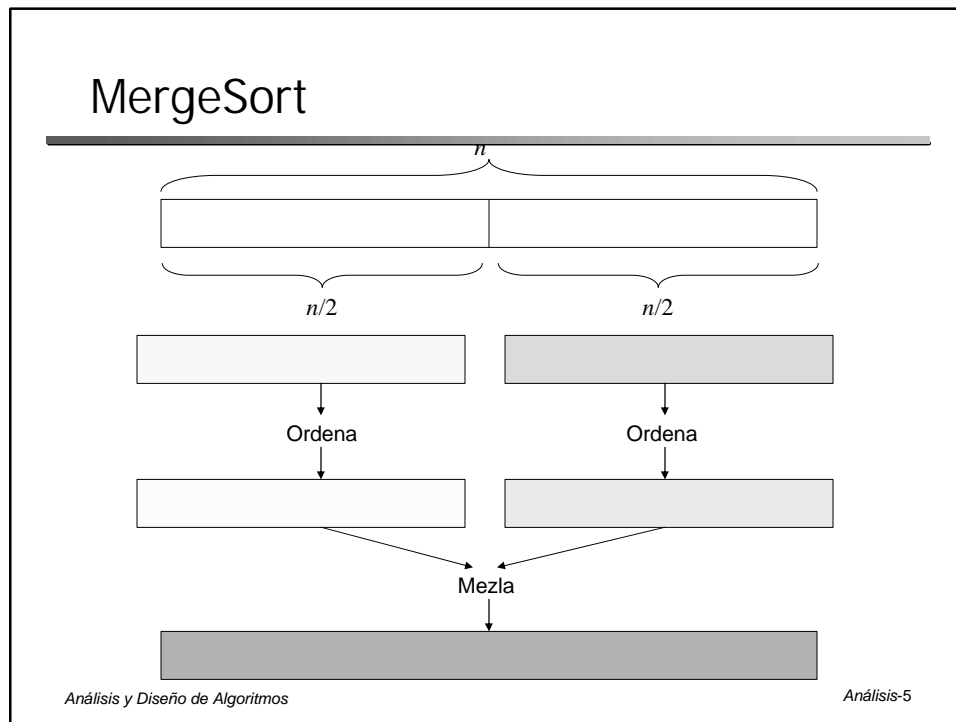 MergeSort
n
n/2 n/2
Ordena Ordena
Mezla
Análisis y Diseño de Algoritmos Análisis-5